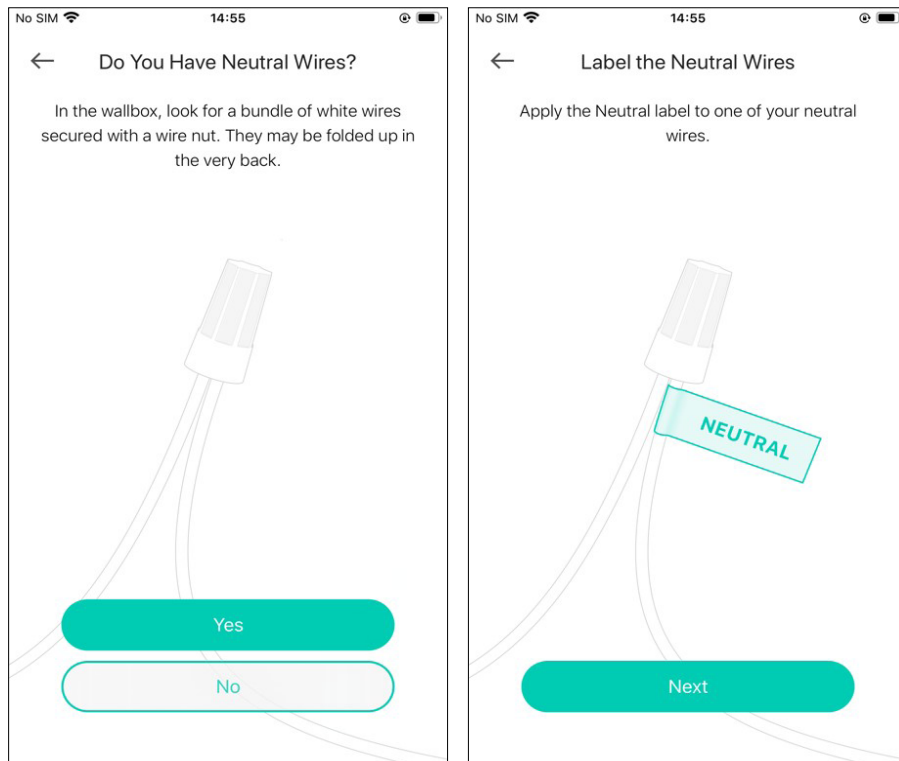 No SIM 14:55
Do You Have Neutral Wires?
In the wallbox, look for a bundle of white wires
secured with a wire nut. They may be folded up in
the very back.
Yes
No
No SIM 14:55
Label the Neutral Wires
Apply the Neutral label to one of your neutral
wires.
NEUTRAL
Next